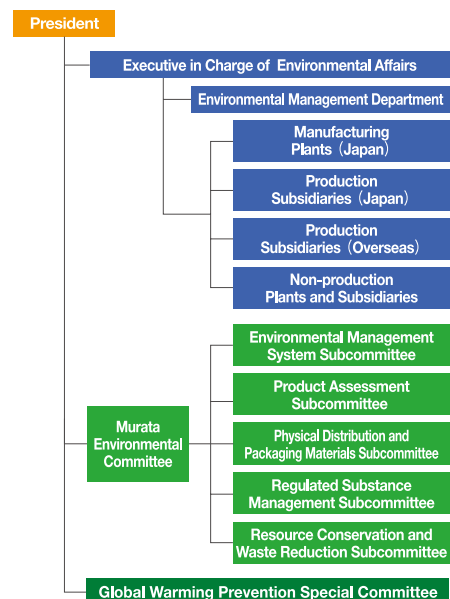 President
Executive in Charge of Environmental Affairs
Environmental Management Department
Manufacturing
Plants (Japan)
Production
Subsidiaries (Japan)
Production
Subsidiaries (Overseas)
Non-production
Plants and Subsidiaries
Environmental Management
System Subcommittee
Product Assessment
Subcommittee
Murata
Environmental
Committee
Physical Distribution and
Packaging Materials Subcommittee
Regulated Substance
Management Subcommittee
Resource Conservation and
Waste Reduction Subcommittee
Global Warming Prevention Special Committee